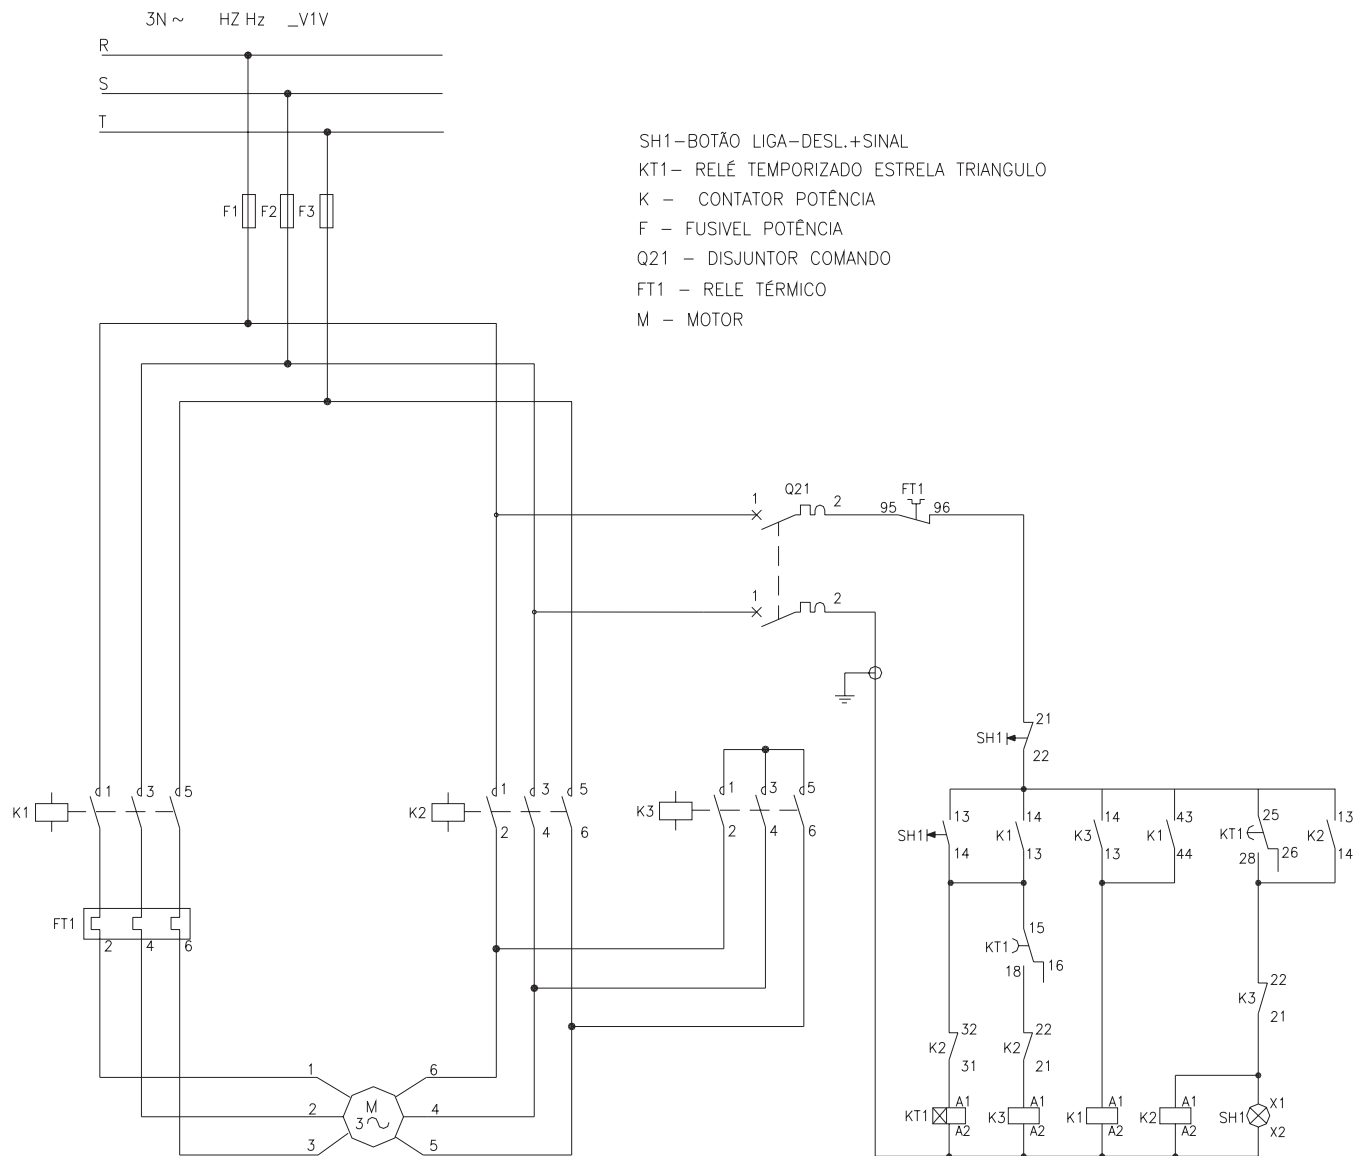 3N ~ HZ Hz _V1V
R
S
T
SH1-BOTÃO LIGA-DESL.+SINAL
KT1- RELÉ TEMPORIZADO ESTRELA TRIANGULO
K - CONTATOR POTÊNCIA
F - FUSIVEL POTÊNCIA
Q21 - DISJUNTOR COMANDO
FT1 - RELE TÉRMICO
M - MOTOR
F1 F2 F3
1 Q21 2 95 FT1 96
1 2
21
SH1
22
K1 1 3 5
K2 1 3 5
2 4 6
K3 1 3 5
2 4 6
13 14 14 43 25 13
SH1 K1 K3 K1 KT1 K2
14 13 13 44 28 26 14
FT1 2 4 6
15
KT1
18 16
22
K3
21
32 22
K2 K2
31 21
1 6
2 M 3~ 4
3 5
A1 A1 A1 A1 X1
KT1 K3 K1 K2 SH1
A2 A2 A2 A2 X2